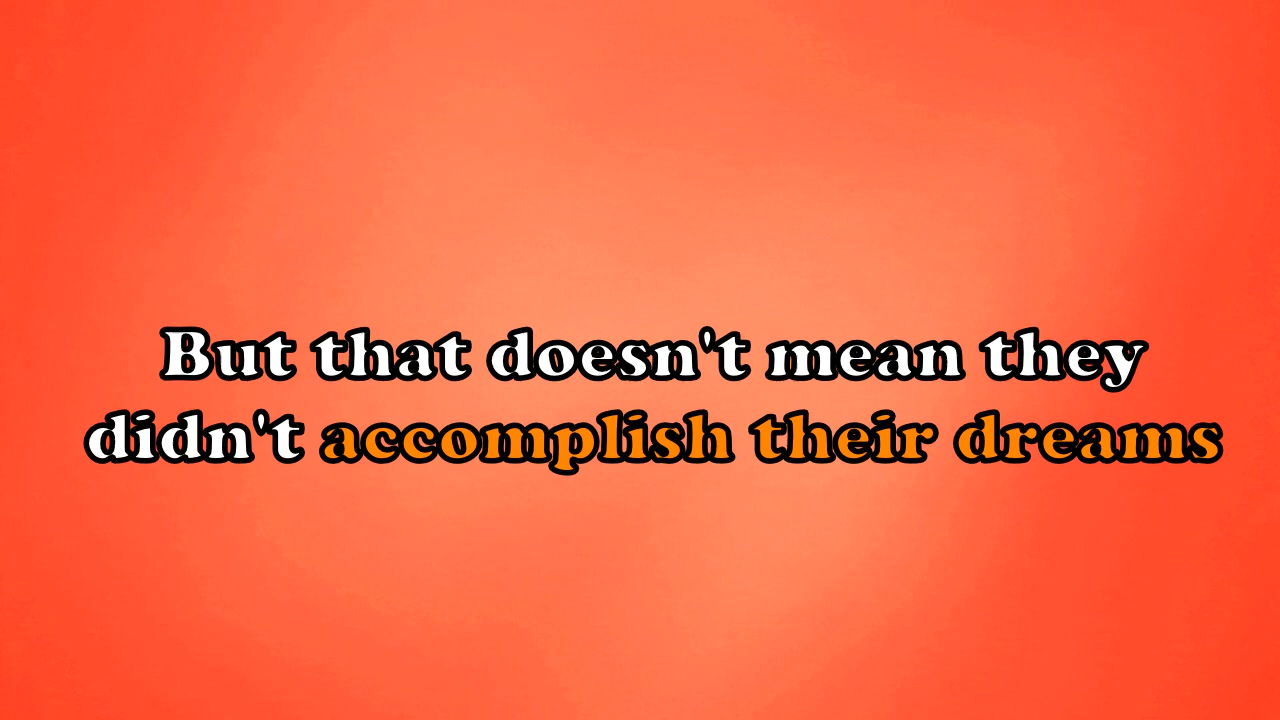 But that doesn't mean they
didn't accomplish their dreams